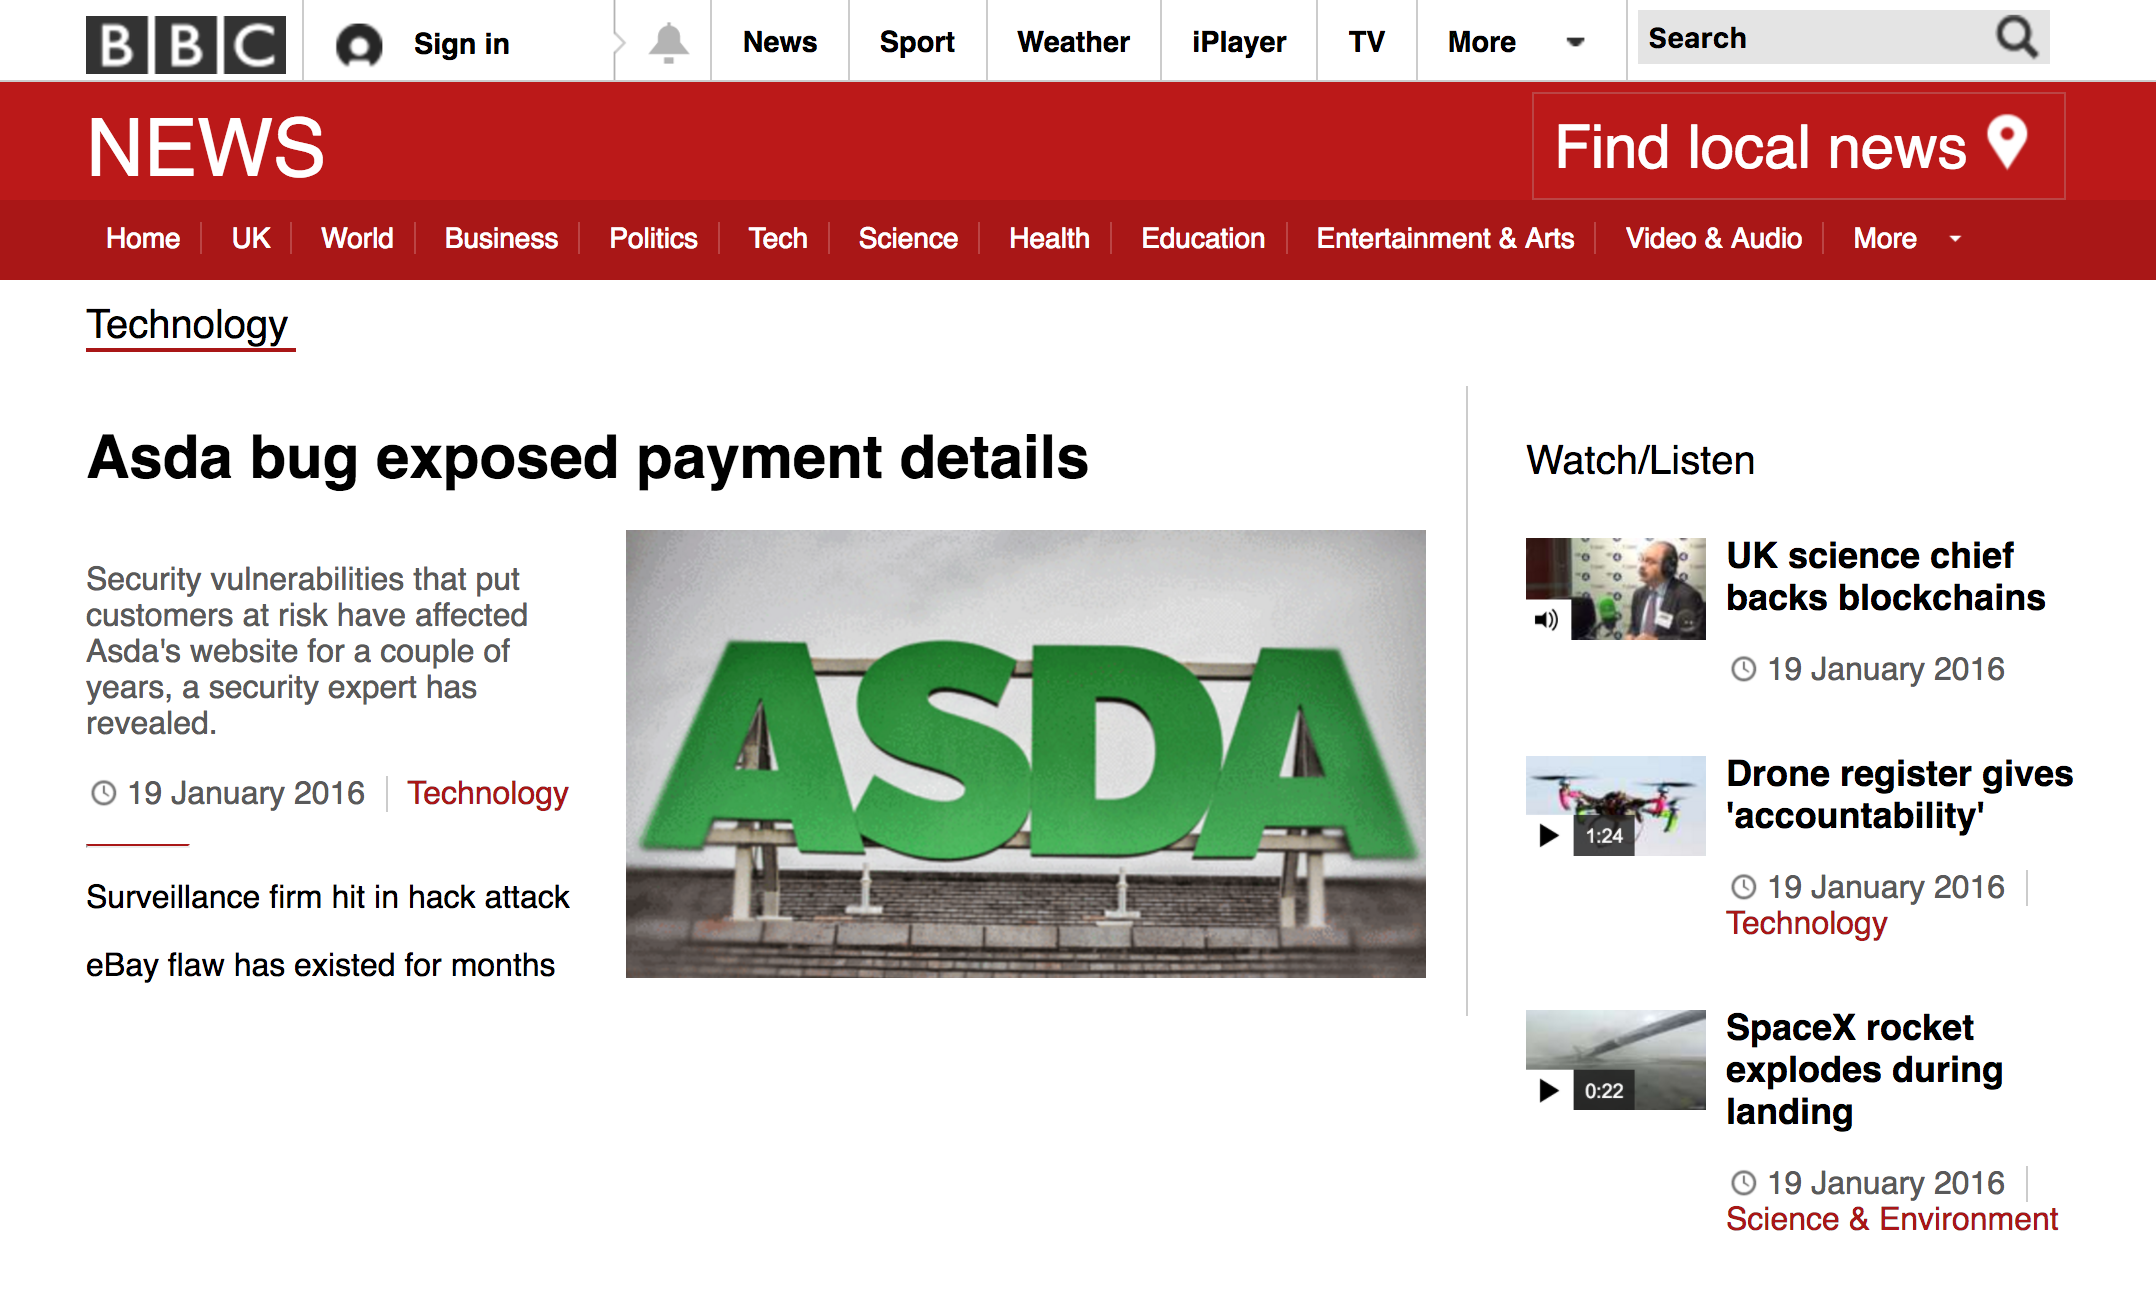 BBC
Sign in
News
Sport
Weather
iPlayer
TV
More
Search
NEWS
Find local news
Home
UK
World
Business
Politics
Tech
Science
Health
Education
Entertainment & Arts
Video & Audio
More
Technology
Asda bug exposed payment details
Security vulnerabilities that put
customers at risk have affected
Asda's website for a couple of
years, a security expert has
revealed.
19 January 2016
Technology
Surveillance firm hit in hack attack
eBay flaw has existed for months
ASDA
Watch/Listen
UK science chief
backs blockchains
19 January 2016
1:24
Drone register gives
'accountability'
19 January 2016
Technology
0:22
SpaceX rocket
explodes during
landing
19 January 2016
Science & Environment